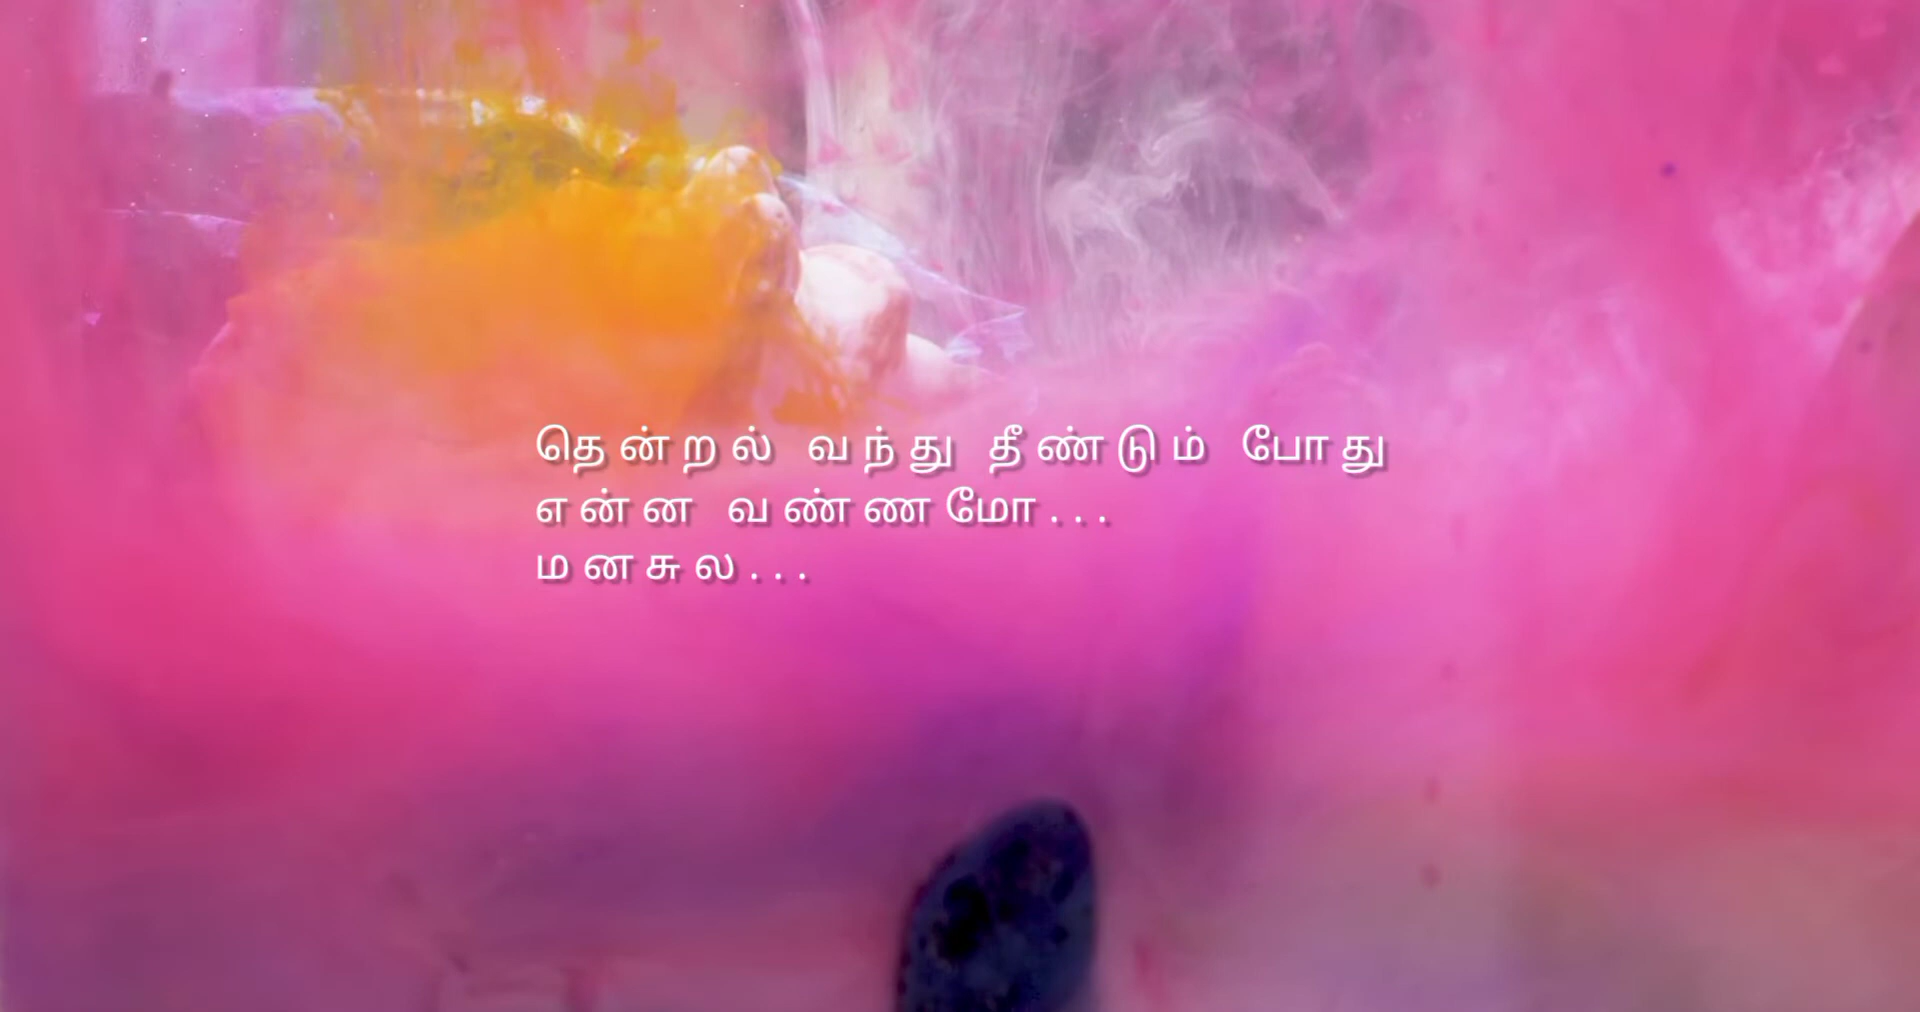 தென்றல் வந்து தீண்டும் போது
என்ன வண்ணமோ...
மனசுல...